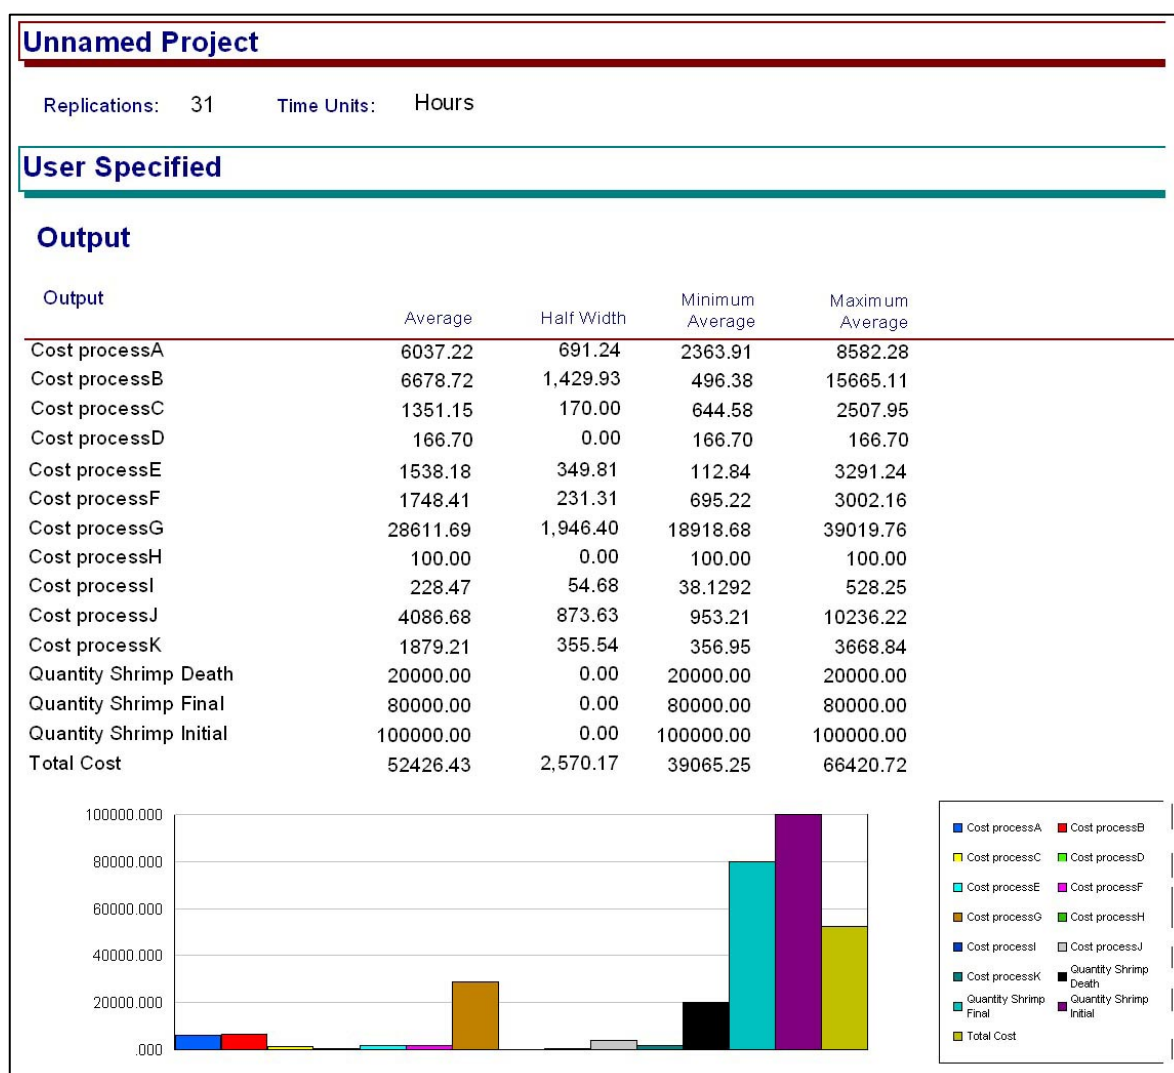 Unnamed Project
Replications: 31 Time Units: Hours
User Specified
Output
Output Average Half Width Minimum Average Maximum Average
Cost processA 6037.22 691.24 2363.91 8582.28
Cost processB 6678.72 1,429.93 496.38 15665.11
Cost processC 1351.15 170.00 644.58 2507.95
Cost processD 166.70 0.00 166.70 166.70
Cost processE 1538.18 349.81 112.84 3291.24
Cost processF 1748.41 231.31 695.22 3002.16
Cost processG 28611.69 1,946.40 18918.68 39019.76
Cost processH 100.00 0.00 100.00 100.00
Cost processI 228.47 54.68 38.1292 528.25
Cost processJ 4086.68 873.63 953.21 10236.22
Cost processK 1879.21 355.54 356.95 3668.84
Quantity Shrimp Death 20000.00 0.00 20000.00 20000.00
Quantity Shrimp Final 80000.00 0.00 80000.00 80000.00
Quantity Shrimp Initial 100000.00 0.00 100000.00 100000.00
Total Cost 52426.43 2,570.17 39065.25 66420.72
100000.000
80000.000
60000.000
40000.000
20000.000
.000
Cost processA Cost processB
Cost processC Cost processD
Cost processE Cost processF
Cost processG Cost processH
Cost processI Cost processJ
Cost processK Quantity Shrimp Death
Quantity Shrimp Final Quantity Shrimp Initial
Total Cost